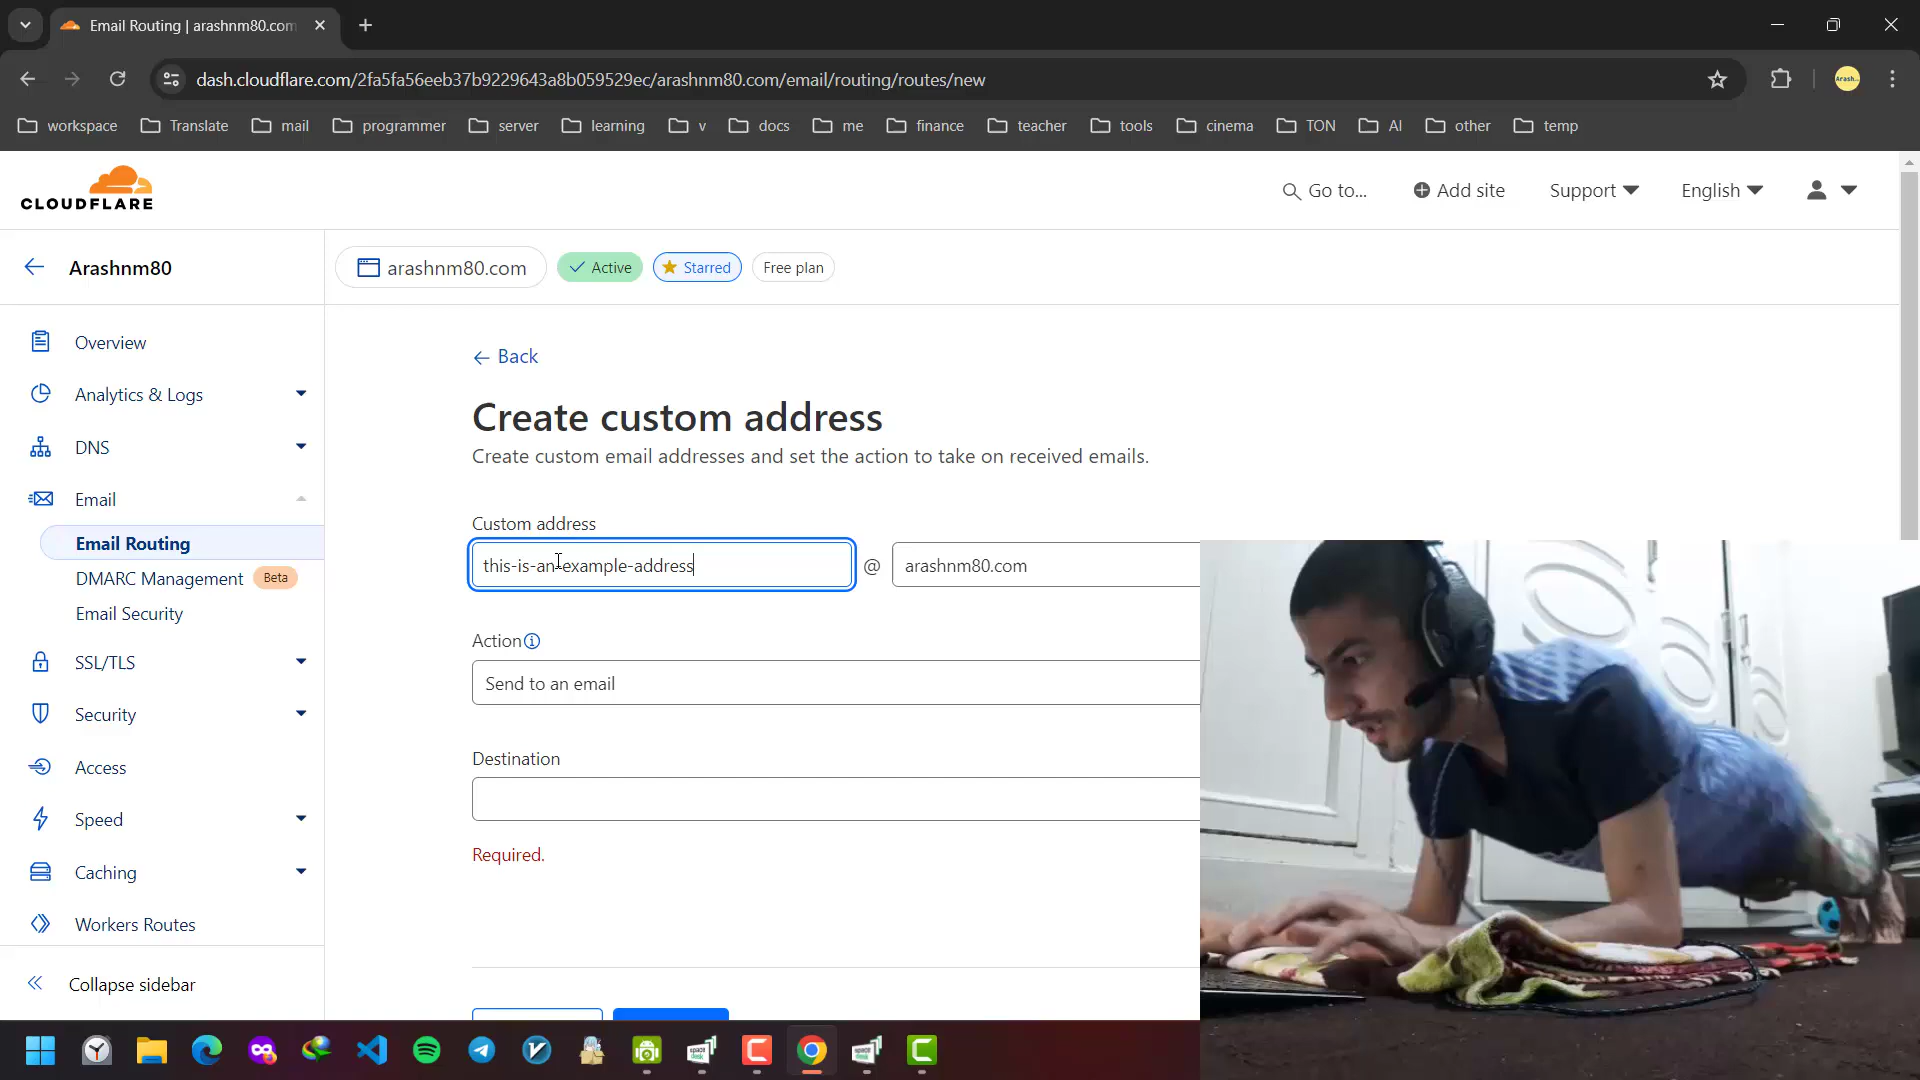 Email Routing | arashnm80.com
dash.cloudflare.com/2fa5fa56eeb37b9229643a8b059529ec/arashnm80.com/email/routing/routes/new
Arash..
workspace Translate mail programmer server learning v docs me finance teacher tools cinema TON AI other temp
CLOUDFLARE
Go to... Add site Support English
Arashnm80
arashnm80.com Active Starred Free plan
Overview
Analytics & Logs
DNS
Email
Email Routing
DMARC Management Beta
Email Security
SSL/TLS
Security
Access
Speed
Caching
Workers Routes
Collapse sidebar
Back
Create custom address
Create custom email addresses and set the action to take on received emails.
Custom address
this-is-an-example-address @ arashnm80.com
Action
Send to an email
Destination
Required.